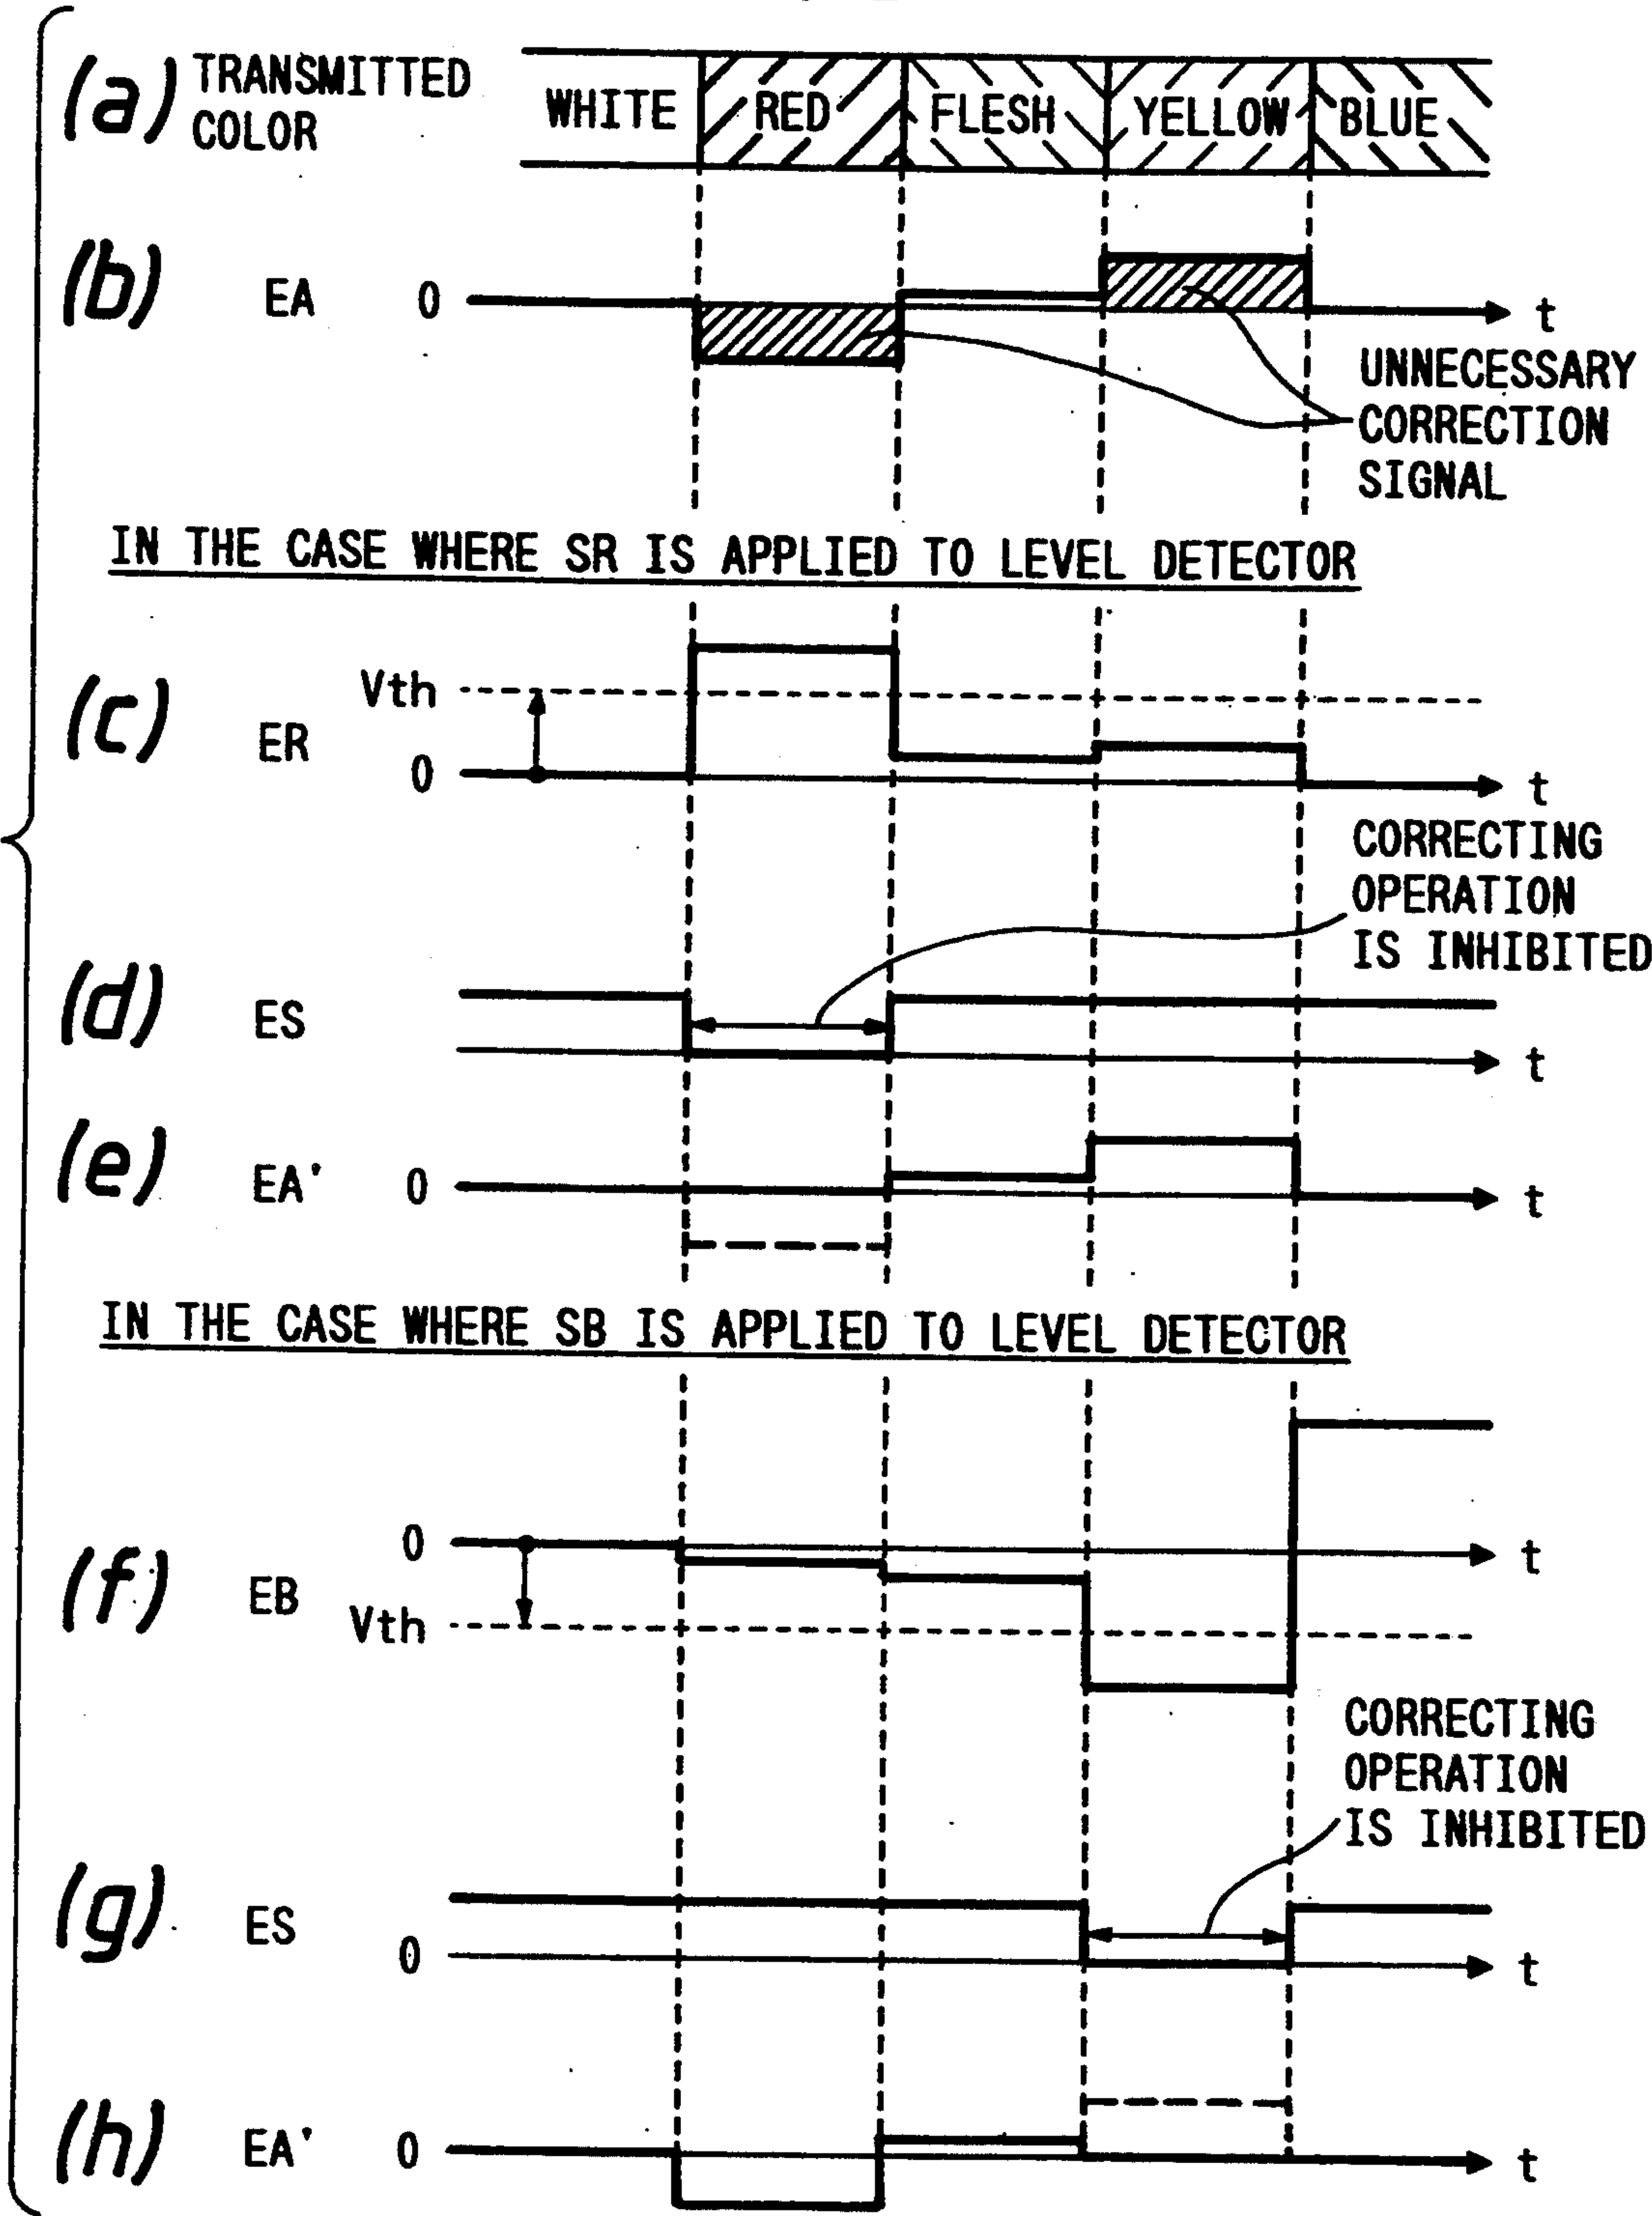 (a) TRANSMITTED COLOR
WHITE RED FLESH YELLOW BLUE
(b) EA 0 t
UNNECESSARY
CORRECTION
SIGNAL
IN THE CASE WHERE SR IS APPLIED TO LEVEL DETECTOR
Vth
(c) ER
0 t
CORRECTING
OPERATION
IS INHIBITED
(d) ES
t
(e) EA' 0 t
IN THE CASE WHERE SB IS APPLIED TO LEVEL DETECTOR
0 t
(f) EB
Vth
CORRECTING
OPERATION
IS INHIBITED
(g) ES
0 t
(h) EA' 0 t